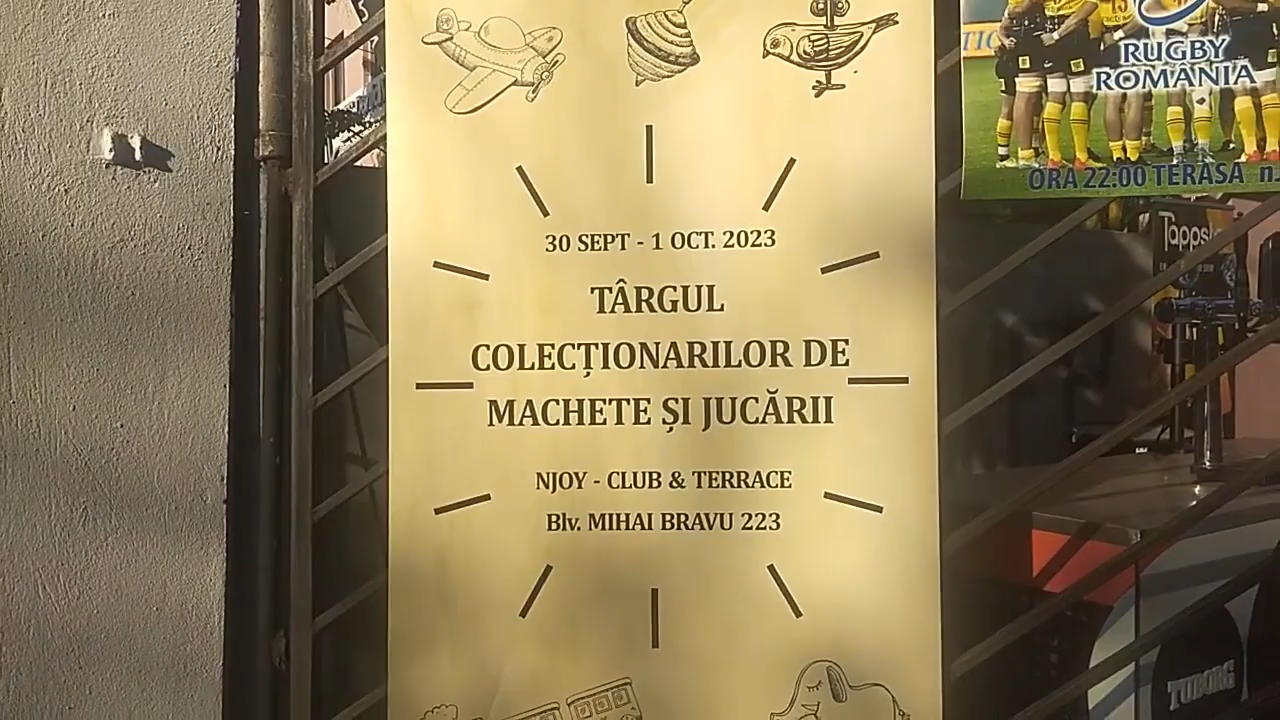 30 SEPT - 1 OCT. 2023
TÂRGUL
COLECȚIONARILOR DE
MACHETE ȘI JUCĂRII
NJOY - CLUB & TERRACE
Blv. MIHAI BRAVU 223
RUGBY
ROMÂNIA
ORA 22:00 TERASA
TUBORG